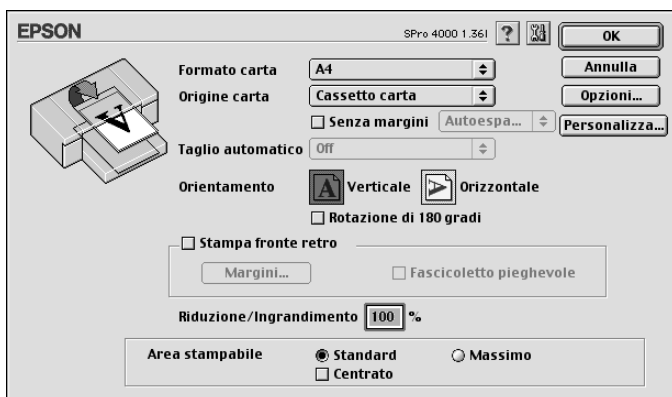 EPSON
SPro 4000 1.36I ? OK
Formato carta A4 Annulla
Origine carta Cassetto carta Opzioni...
Senza margini Autoespa... Personalizza...
Taglio automatico Off
Orientamento A Verticale A Orizzontale
Rotazione di 180 gradi
Stampa fronte retro
Margini... Fascicoletto pieghevole
Riduzione/Ingrandimento 100 %
Area stampabile Standard Massimo
Centrato